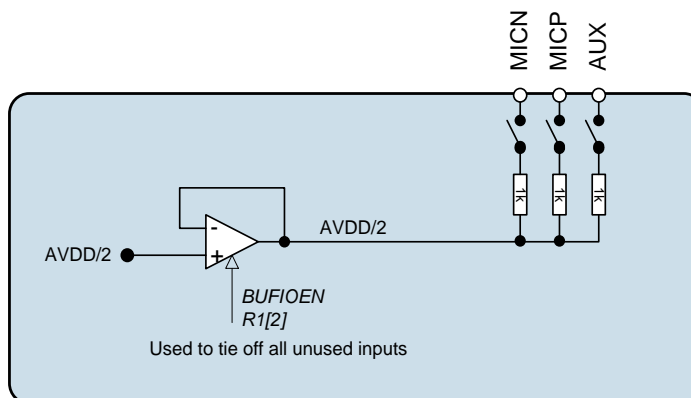 MICN
MICP
AUX
1k
1k
1k
-
AVDD/2
AVDD/2
+
BUFIOEN
R1[2]
Used to tie off all unused inputs